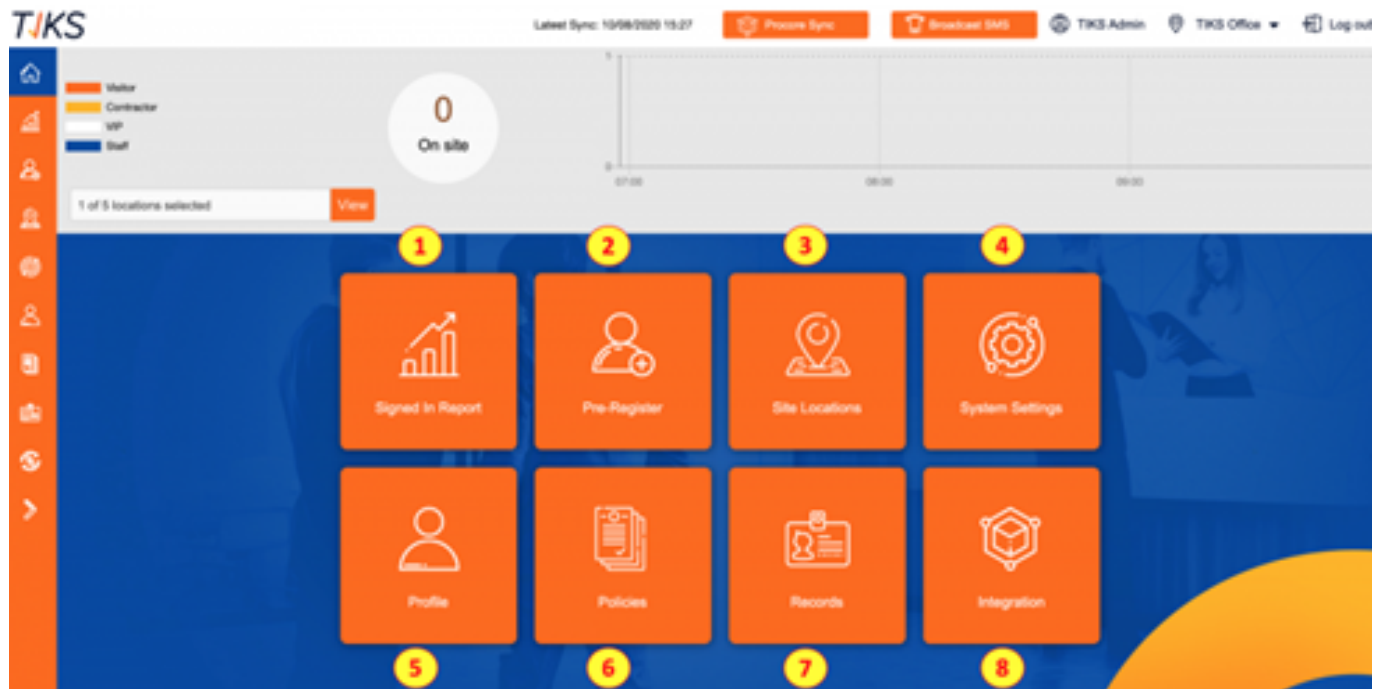 TIKS
Latest Sync: 10/08/2020 15:27
Procore Sync
Broadcast SMS
TIKS Admin
TIKS Office
Log out
Visitor
Contractor
VIP
Staff
0
On site
5
0
07:00
08:00
09:00
1 of 5 locations selected
View
1
2
3
4
Signed In Report
Pre-Register
Site Locations
System Settings
Profile
Policies
Records
Integration
5
6
7
8